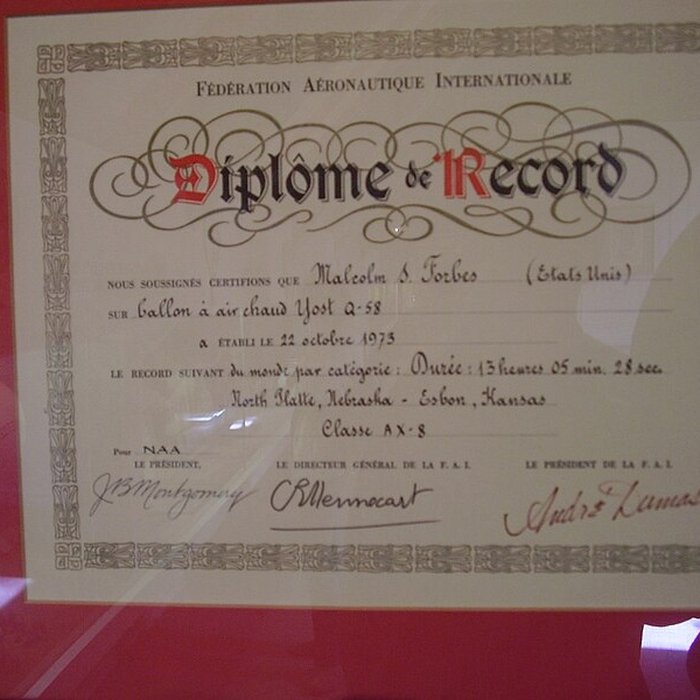 FÉDÉRATION AÉRONAUTIQUE INTERNATIONALE
Diplôme de Record
NOUS SOUSSIGNÉS CERTIFIONS QUE Malcolm S. Forbes (Etats Unis)
SUR ballon à air chaud Yost Q-58
a ÉTABLI LE 22 octobre 1973
LE RECORD SUIVANT du monde par catégorie: Durée: 13 heures 05 min. 28 sec.
North Platte, Nebraska - Esbon, Kansas
Classe AX-8
Pour NAA
LE PRÉSIDENT, LE DIRECTEUR GÉNÉRAL DE LA F.A.I. LE PRÉSIDENT DE LA F.A.I.
JBMontgomery André Dumas